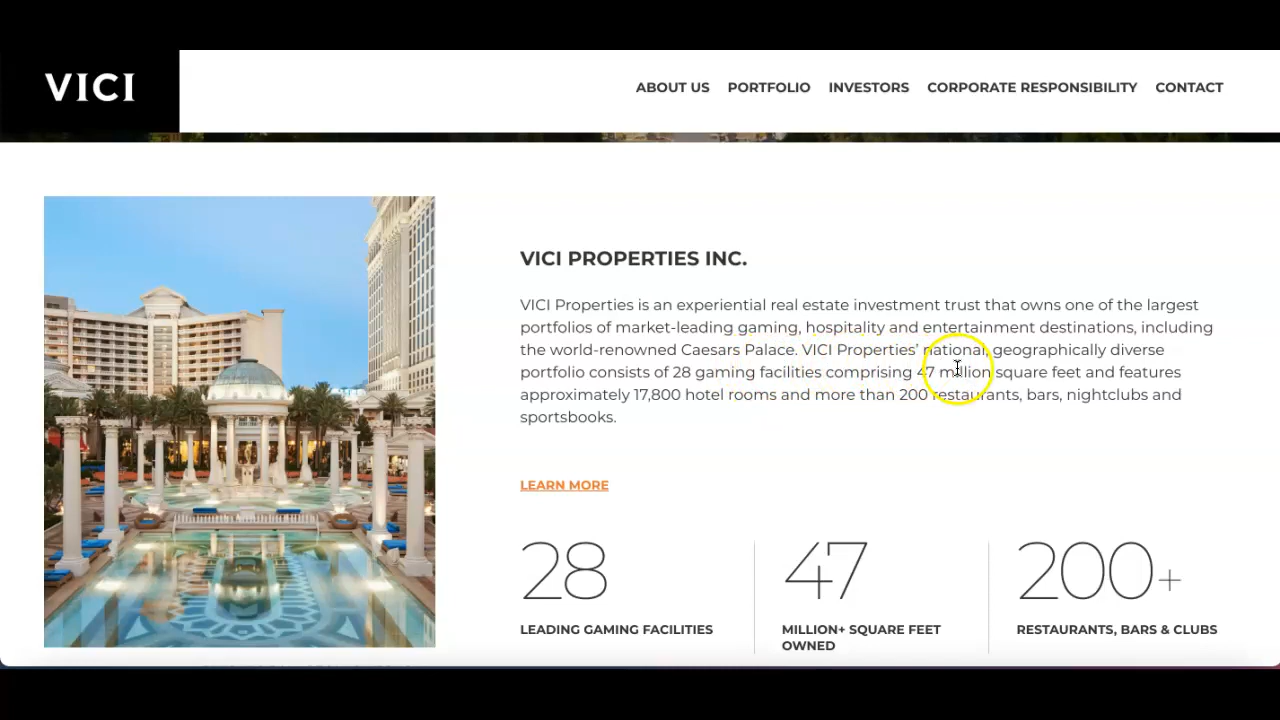 VICI
ABOUT US PORTFOLIO INVESTORS CORPORATE RESPONSIBILITY CONTACT
VICI PROPERTIES INC.
VICI Properties is an experiential real estate investment trust that owns one of the largest
portfolios of market-leading gaming, hospitality and entertainment destinations, including
the world-renowned Caesars Palace. VICI Properties’ national, geographically diverse
portfolio consists of 28 gaming facilities comprising 47 million square feet and features
approximately 17,800 hotel rooms and more than 200 restaurants, bars, nightclubs and
sportsbooks.
LEARN MORE
28
LEADING GAMING FACILITIES
47
MILLION+ SQUARE FEET
OWNED
200+
RESTAURANTS, BARS & CLUBS